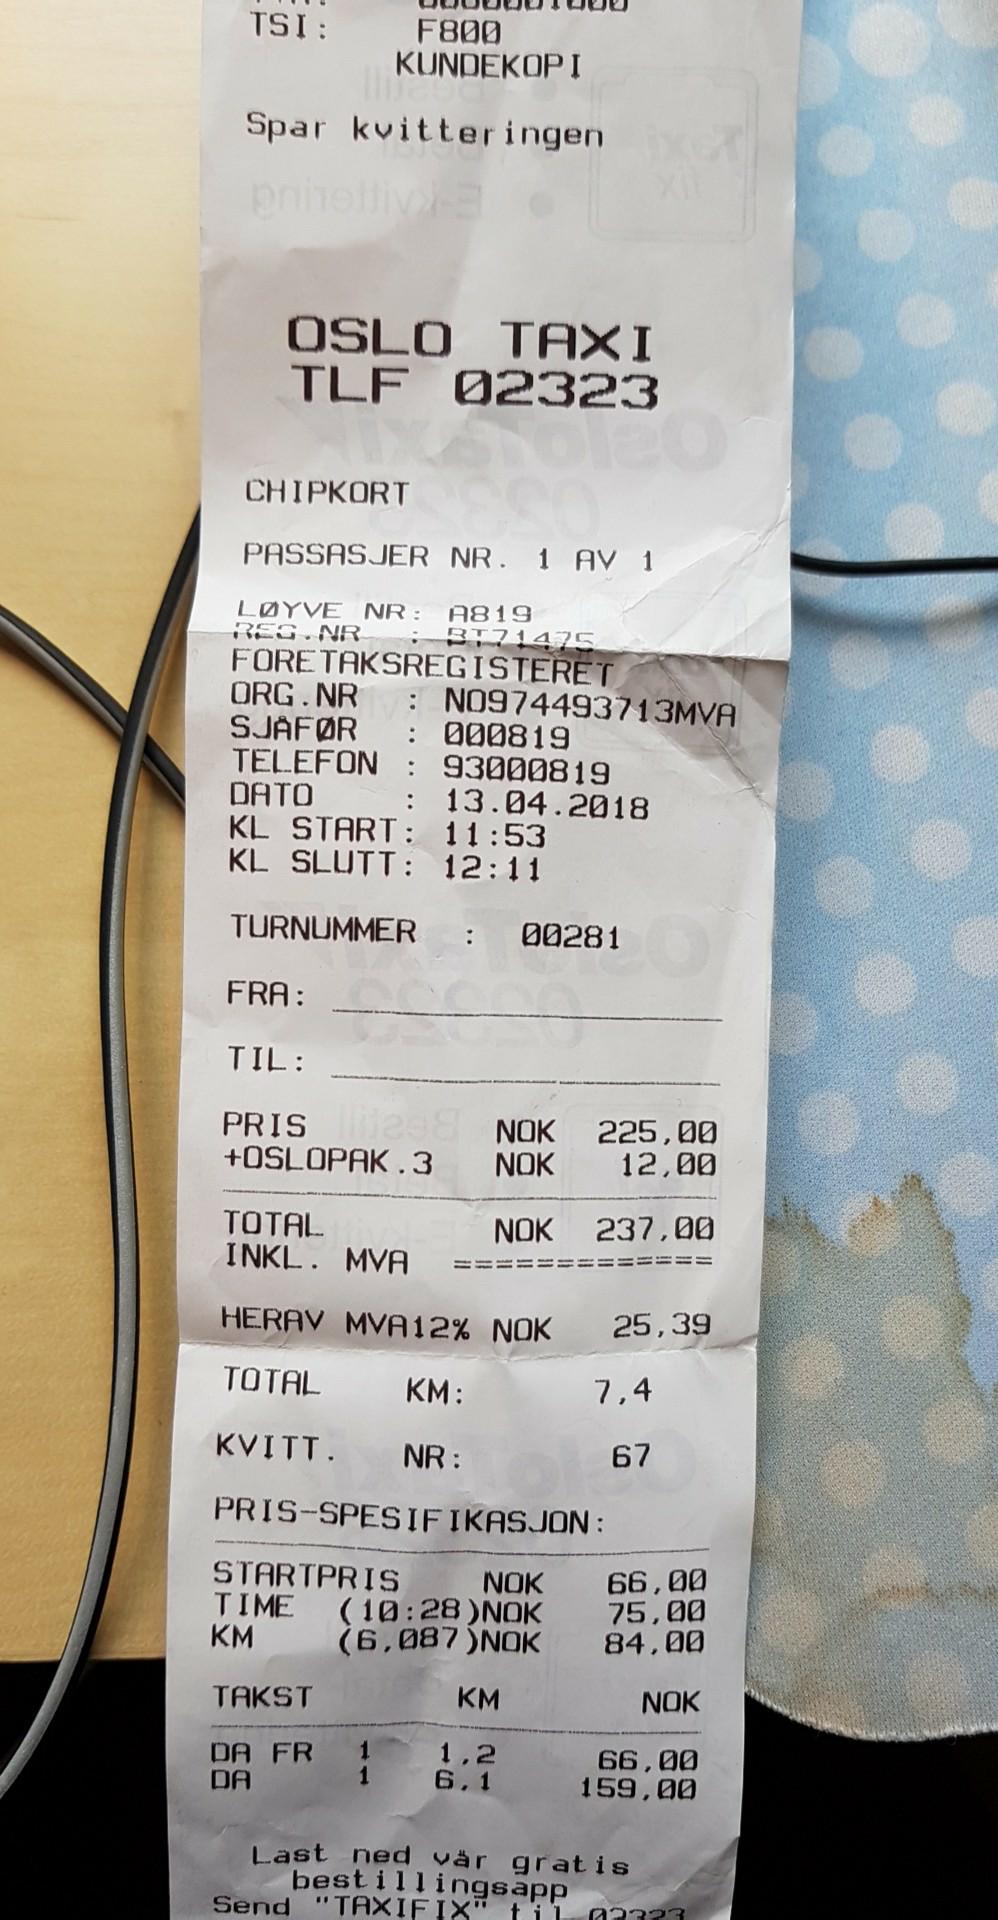 TSI: F800
KUNDEKOPI
Spar kvitteringen
OSLO TAXI
TLF 02323
CHIPKORT
PASSASJER NR. 1 AV 1
LØYVE NR: A819
REG.NR : BT71475
FORETAKSREGISTERET
ORG.NR : NO974493713MVA
SJÅFØR : 000819
TELEFON : 93000819
DATO : 13.04.2018
KL START: 11:53
KL SLUTT: 12:11
TURNUMMER : 00281
FRA:
TIL:
PRIS NOK 225,00
+OSLOPAK.3 NOK 12,00
TOTAL NOK 237,00
INKL. MVA =============
HERAV MVA12% NOK 25,39
TOTAL KM: 7,4
KVITT. NR: 67
PRIS-SPESIFIKASJON:
STARTPRIS NOK 66,00
TIME (10:28)NOK 75,00
KM (6,087)NOK 84,00
TAKST KM NOK
DA FR 1 1,2 66,00
DA 1 6,1 159,00
Last ned vår gratis
bestillingsapp
Send "TAXIFIX" til 02323